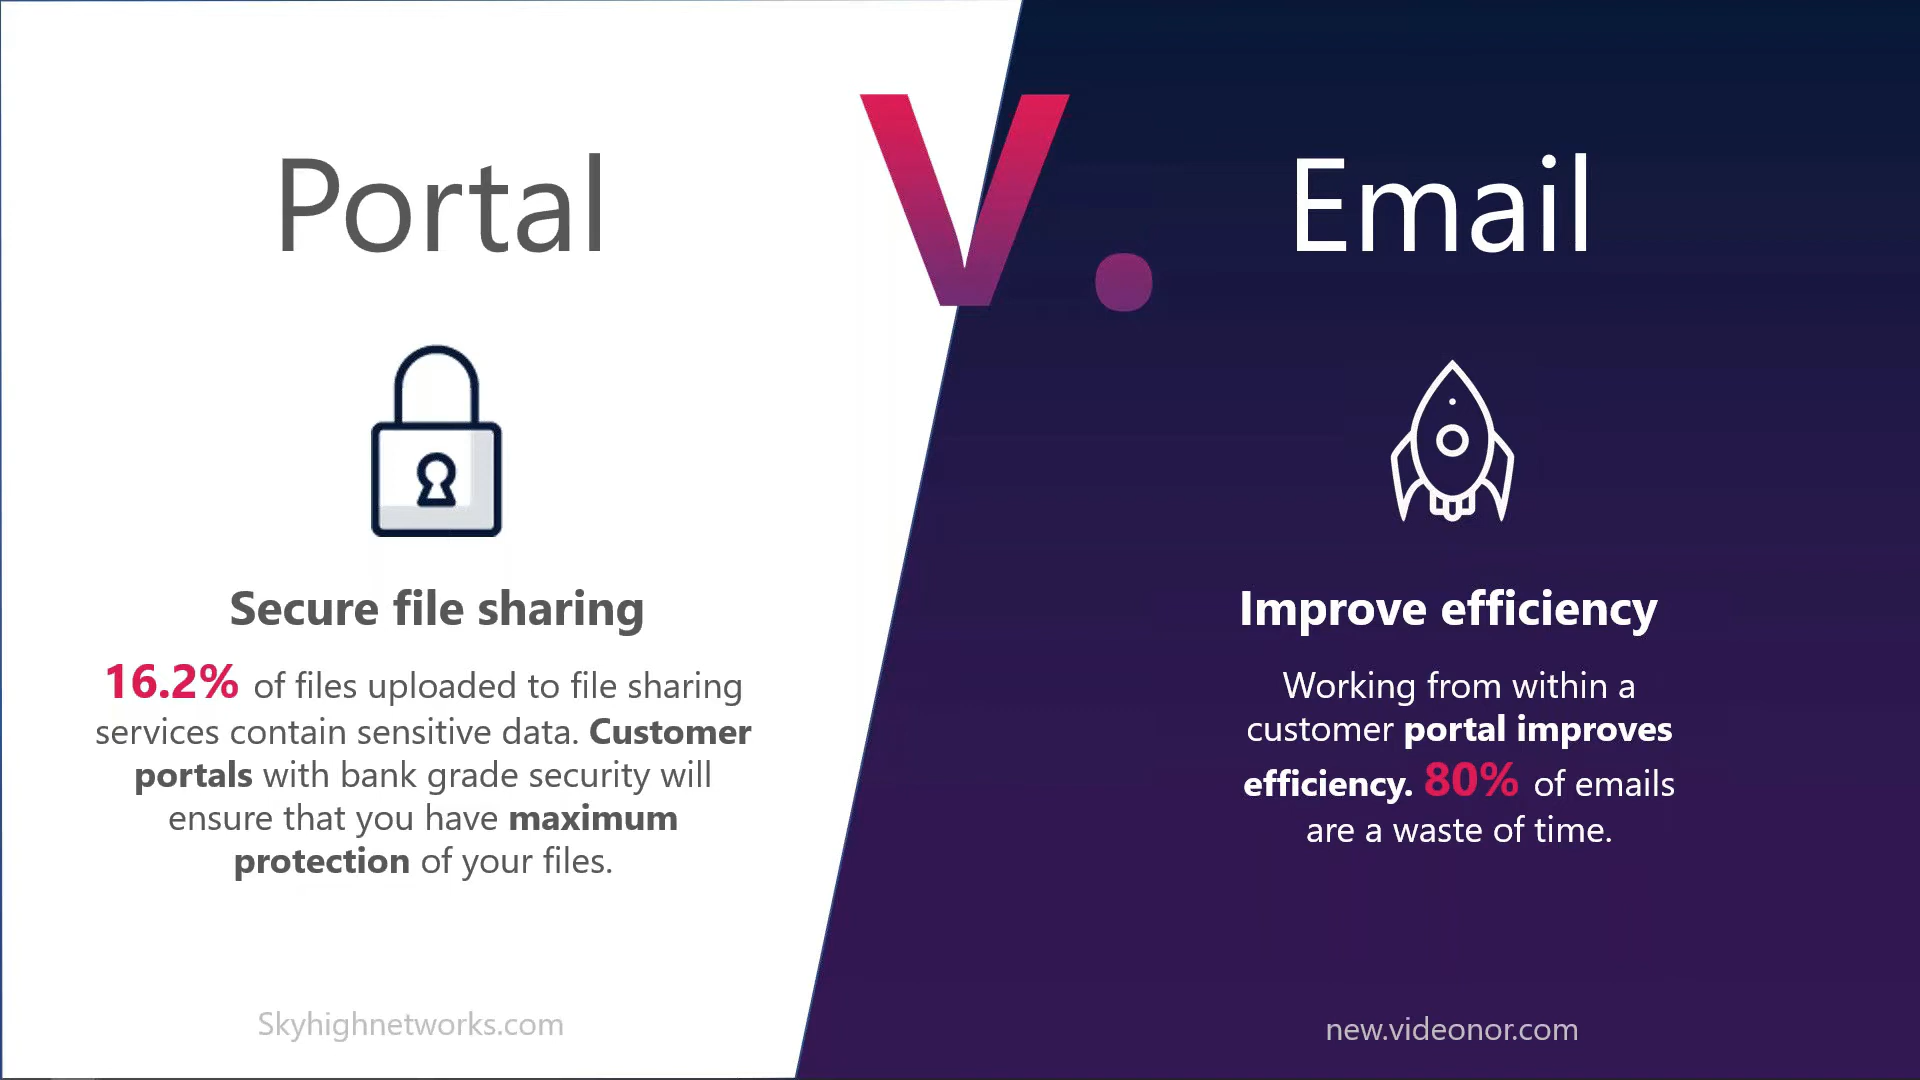 Portal
V.
Email
Secure file sharing
16.2% of files uploaded to file sharing
services contain sensitive data. Customer
portals with bank grade security will
ensure that you have maximum
protection of your files.
Skyhighnetworks.com
Improve efficiency
Working from within a
customer portal improves
efficiency. 80% of emails
are a waste of time.
new.videonor.com